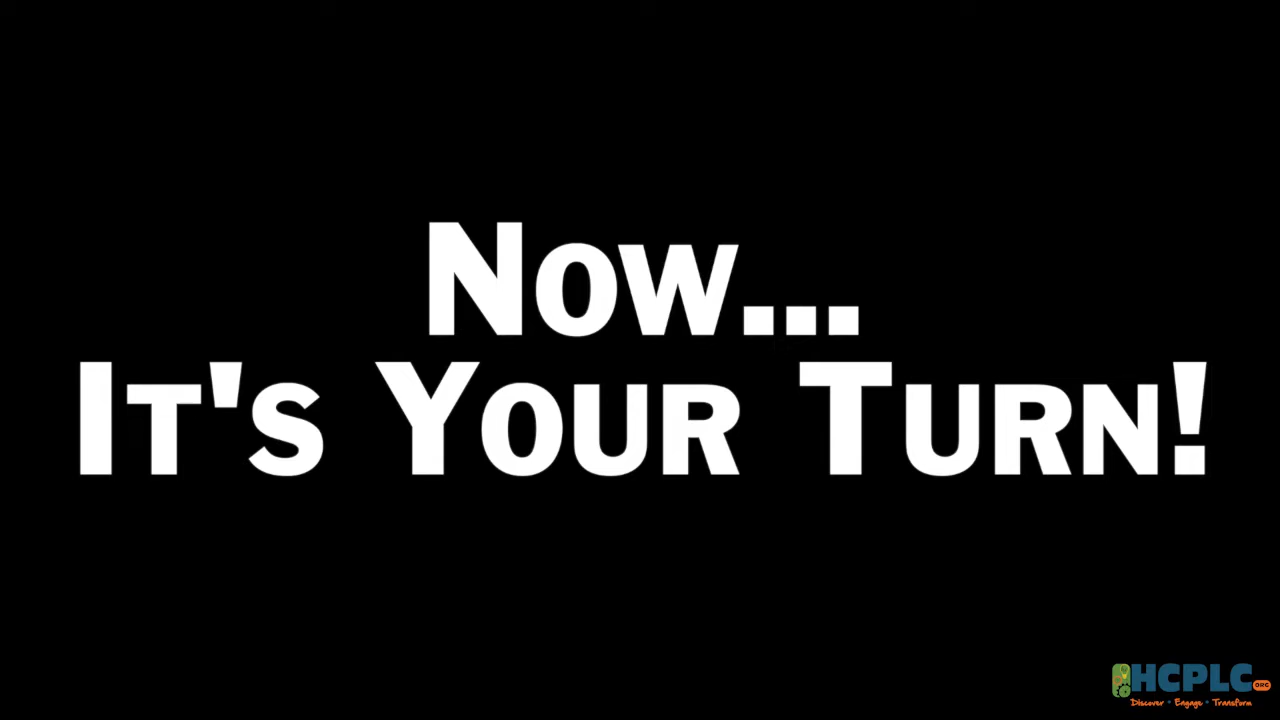 Now...
It's Your Turn!
HCPLC.ORG
Discover • Engage • Transform